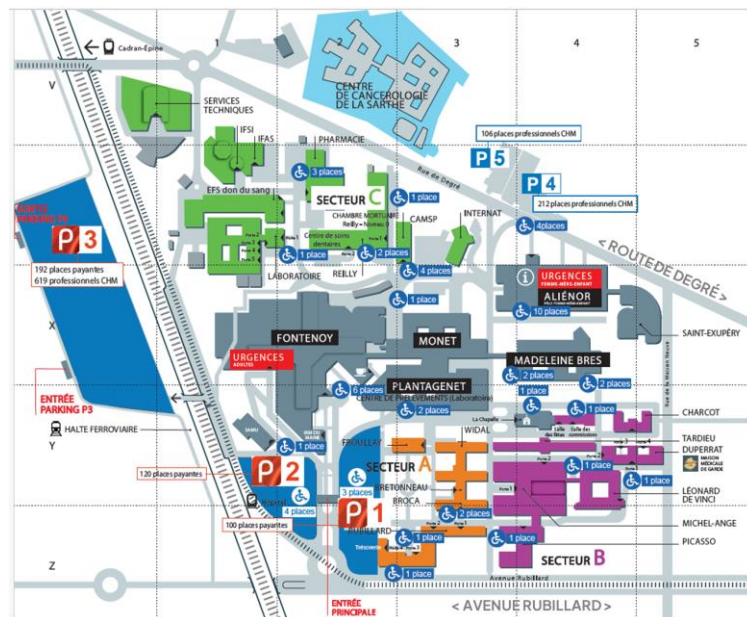 1
2
3
4
5
Cadran-Épine
V
SERVICES
TECHNIQUES
CENTRE
DE CANCEROLOGIE
DE LA SARTHE
IFSI
IFAS
PHARMACIE
106 places professionnels CHM
P 5
P 4
212 places professionnels CHM
Rue de Degré
3 places
EFS don du sang
SECTEUR C
1 place
CHAMBRE MORTUAIRE
Reilly - Niveau 0
CAMSP
INTERNAT
4places
Centre de soins
dentaires
Porte 1
1 place
2 places
LABORATOIRE
REILLY
4 places
< ROUTE DE DEGRÉ >
PARKING P3
P 3
192 places payantes
619 professionnels CHM
1 place
i
URGENCES
FEMME-MÈRE-ENFANT
ALIÉNOR
10 places
SAINT-EXUPÉRY
X
FONTENOY
MONET
URGENCES
ADULTES
MADELEINE BRES
2 places
2 places
PLANTAGENET
6 places
CENTRE DE PRÉLÈVEMENTS (Laboratoire)
2 places
1 place
1 place
ENTRÉE
PARKING P3
HALTE FERROVIAIRE
Y
SAMU
1 place
La Chapelle
CHARCOT
FROULLAY
WIDAL
TARDIEU
DUPERRAT
MAISON
MÉDICALE
DE GARDE
120 places payantes
P 2
SECTEUR A
BRETONNEAU
BROCA
1 place
1 place
LÉONARD
DE VINCI
Hôpital
4 places
3 places
P 1
100 places payantes
2 places
MICHEL-ANGE
RUBILLARD
1 place
1 place
PICASSO
Z
Trésorerie
1 place
SECTEUR B
Avenue Rubillard
ENTRÉE
PRINCIPALE
< AVENUE RUBILLARD >